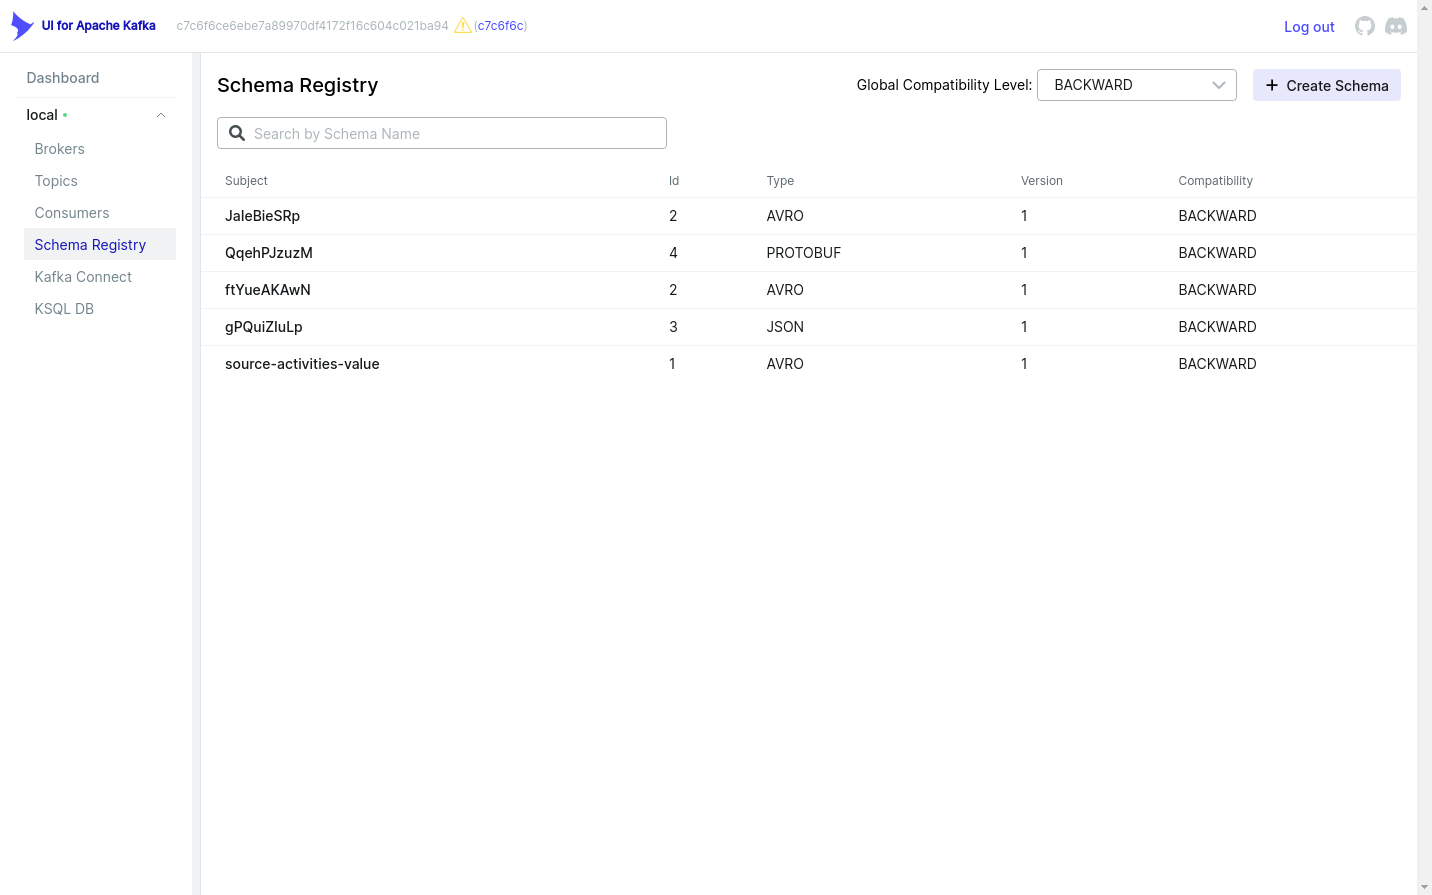 UI for Apache Kafka c7c6f6ce6ebe7a89970df4172f16c604c021ba94 (c7c6f6c) Log out
Dashboard
local
Brokers
Topics
Consumers
Schema Registry
Kafka Connect
KSQL DB
Schema Registry Global Compatibility Level: BACKWARD Create Schema
Search by Schema Name
Subject Id Type Version Compatibility
JaleBieSRp 2 AVRO 1 BACKWARD
QqehPJzuzM 4 PROTOBUF 1 BACKWARD
ftYueAKAwN 2 AVRO 1 BACKWARD
gPQuiZluLp 3 JSON 1 BACKWARD
source-activities-value 1 AVRO 1 BACKWARD